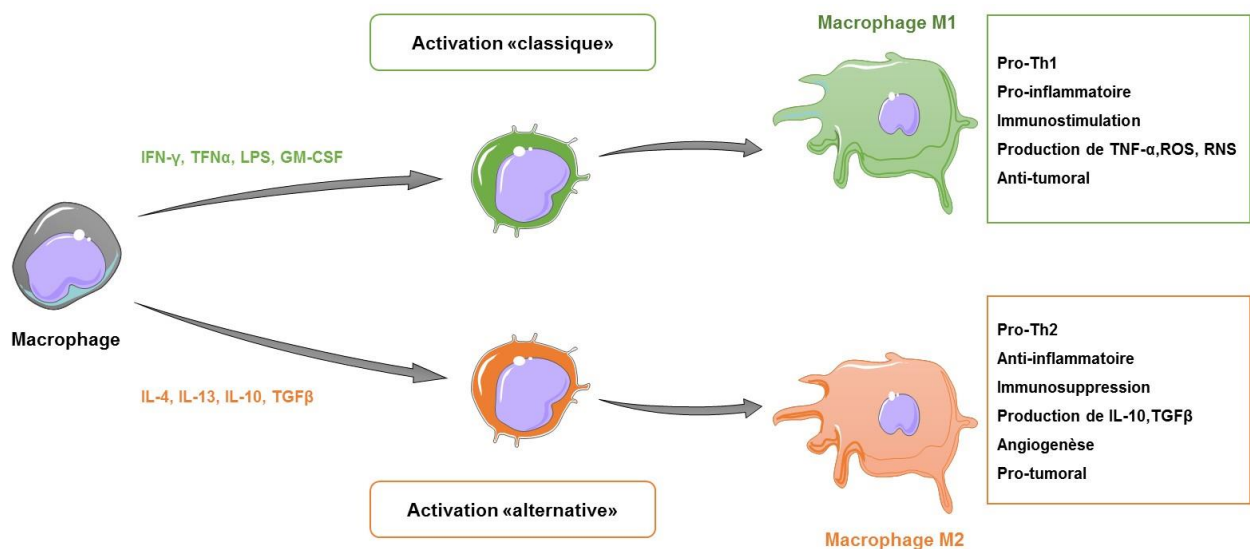 Activation «classique»
Macrophage M1
Pro-Th1
Pro-inflammatoire
Immunostimulation
Production de TNF-α,ROS, RNS
Anti-tumoral
IFN-γ, TFNα, LPS, GM-CSF
Macrophage
IL-4, IL-13, IL-10, TGFβ
Pro-Th2
Anti-inflammatoire
Immunosuppression
Production de IL-10,TGFβ
Angiogenèse
Pro-tumoral
Activation «alternative»
Macrophage M2